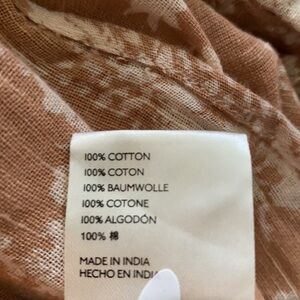 100% COTTON
100% COTON
100% BAUMWOLLE
100% COTONE
100% ALGODÓN
100% 棉
MADE IN INDIA
HECHO EN INDIA